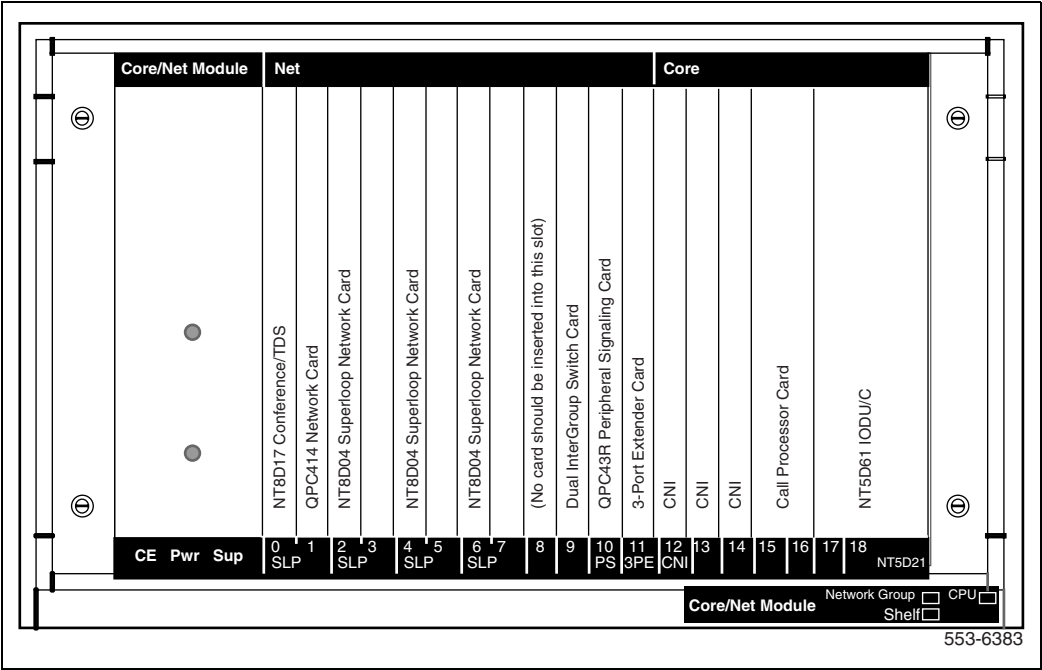 Core/Net Module Net Core
NT8D17 Conference/TDS
QPC414 Network Card
NT8D04 Superloop Network Card
NT8D04 Superloop Network Card
NT8D04 Superloop Network Card
(No card should be inserted into this slot)
Dual InterGroup Switch Card
QPC43R Peripheral Signaling Card
3-Port Extender Card
CNI
CNI
CNI
Call Processor Card
NT5D61 IODU/C
CE Pwr Sup
0 1 2 3 4 5 6 7 8 9 10 11 12 13 14 15 16 17 18
SLP SLP SLP SLP PS 3PE CNI NT5D21
Core/Net Module
Network Group CPU
Shelf
553-6383